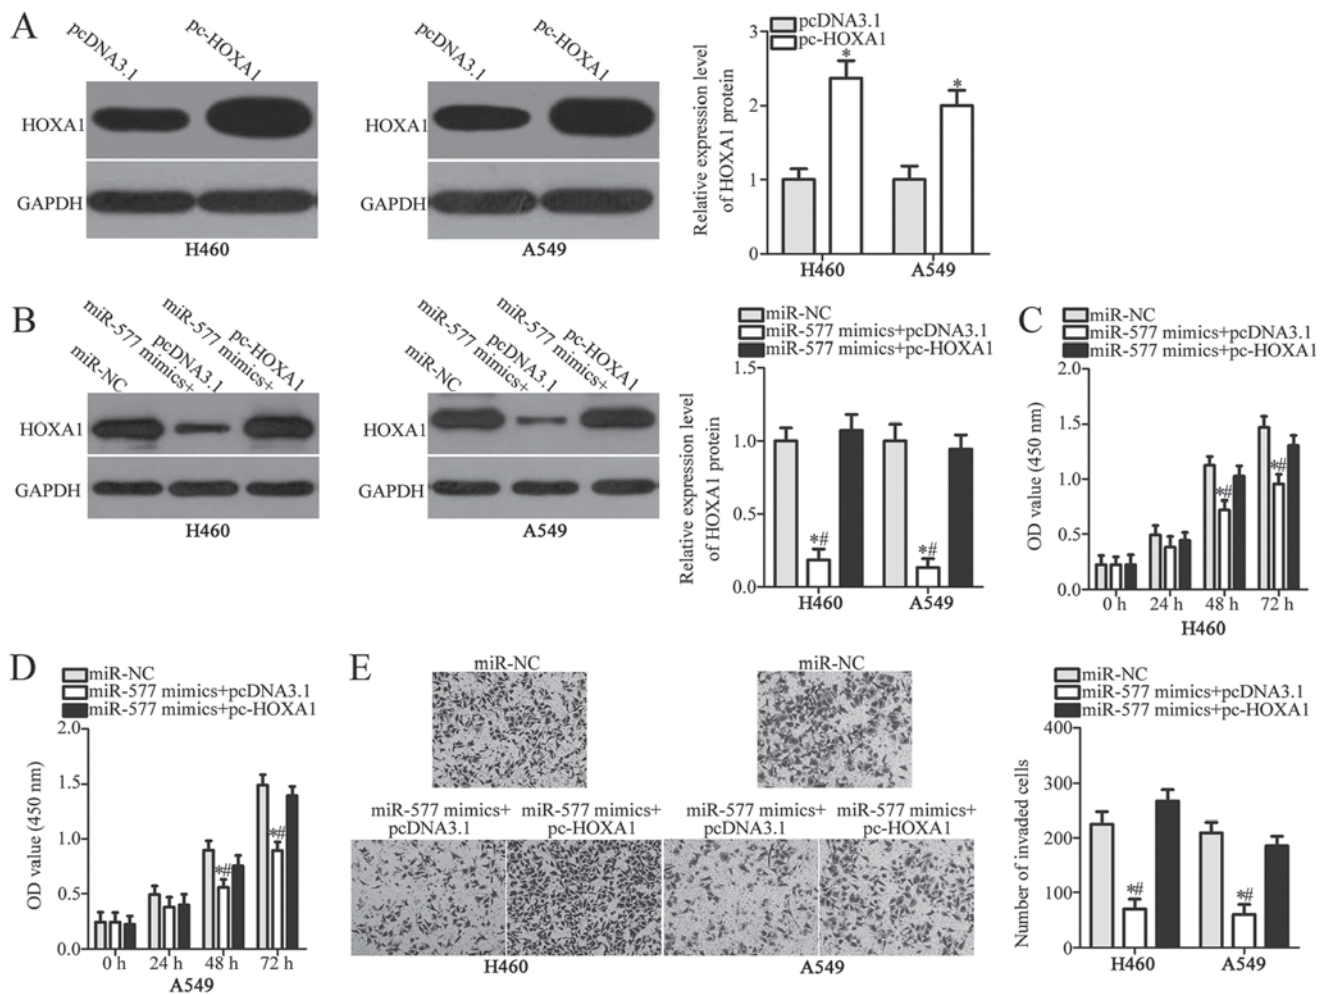 A
pcDNA3.1
pc-HOXA1
HOXA1
GAPDH
H460
pcDNA3.1
pc-HOXA1
HOXA1
GAPDH
A549
pcDNA3.1
pc-HOXA1
Relative expression level
of HOXA1 protein
3
2
1
0
*
*
H460
A549
B
miR-NC
miR-577 mimics+
pcDNA3.1
miR-577 mimics+
pc-HOXA1
HOXA1
GAPDH
H460
miR-NC
miR-577 mimics+
pcDNA3.1
miR-577 mimics+
pc-HOXA1
HOXA1
GAPDH
A549
miR-NC
miR-577 mimics+pcDNA3.1
miR-577 mimics+pc-HOXA1
Relative expression level
of HOXA1 protein
1.5
1.0
0.5
0.0
*#
*#
H460
A549
C
miR-NC
miR-577 mimics+pcDNA3.1
miR-577 mimics+pc-HOXA1
OD value (450 nm)
2.0
1.5
1.0
0.5
0.0
*#
*#
0 h 24 h 48 h 72 h
H460
D
miR-NC
miR-577 mimics+pcDNA3.1
miR-577 mimics+pc-HOXA1
OD value (450 nm)
2.0
1.5
1.0
0.5
0.0
*#
*#
0 h 24 h 48 h 72 h
A549
E
miR-NC
miR-577 mimics+
pcDNA3.1
miR-577 mimics+
pc-HOXA1
H460
miR-NC
miR-577 mimics+
pcDNA3.1
miR-577 mimics+
pc-HOXA1
A549
miR-NC
miR-577 mimics+pcDNA3.1
miR-577 mimics+pc-HOXA1
Number of invaded cells
400
300
200
100
0
*#
*#
H460
A549